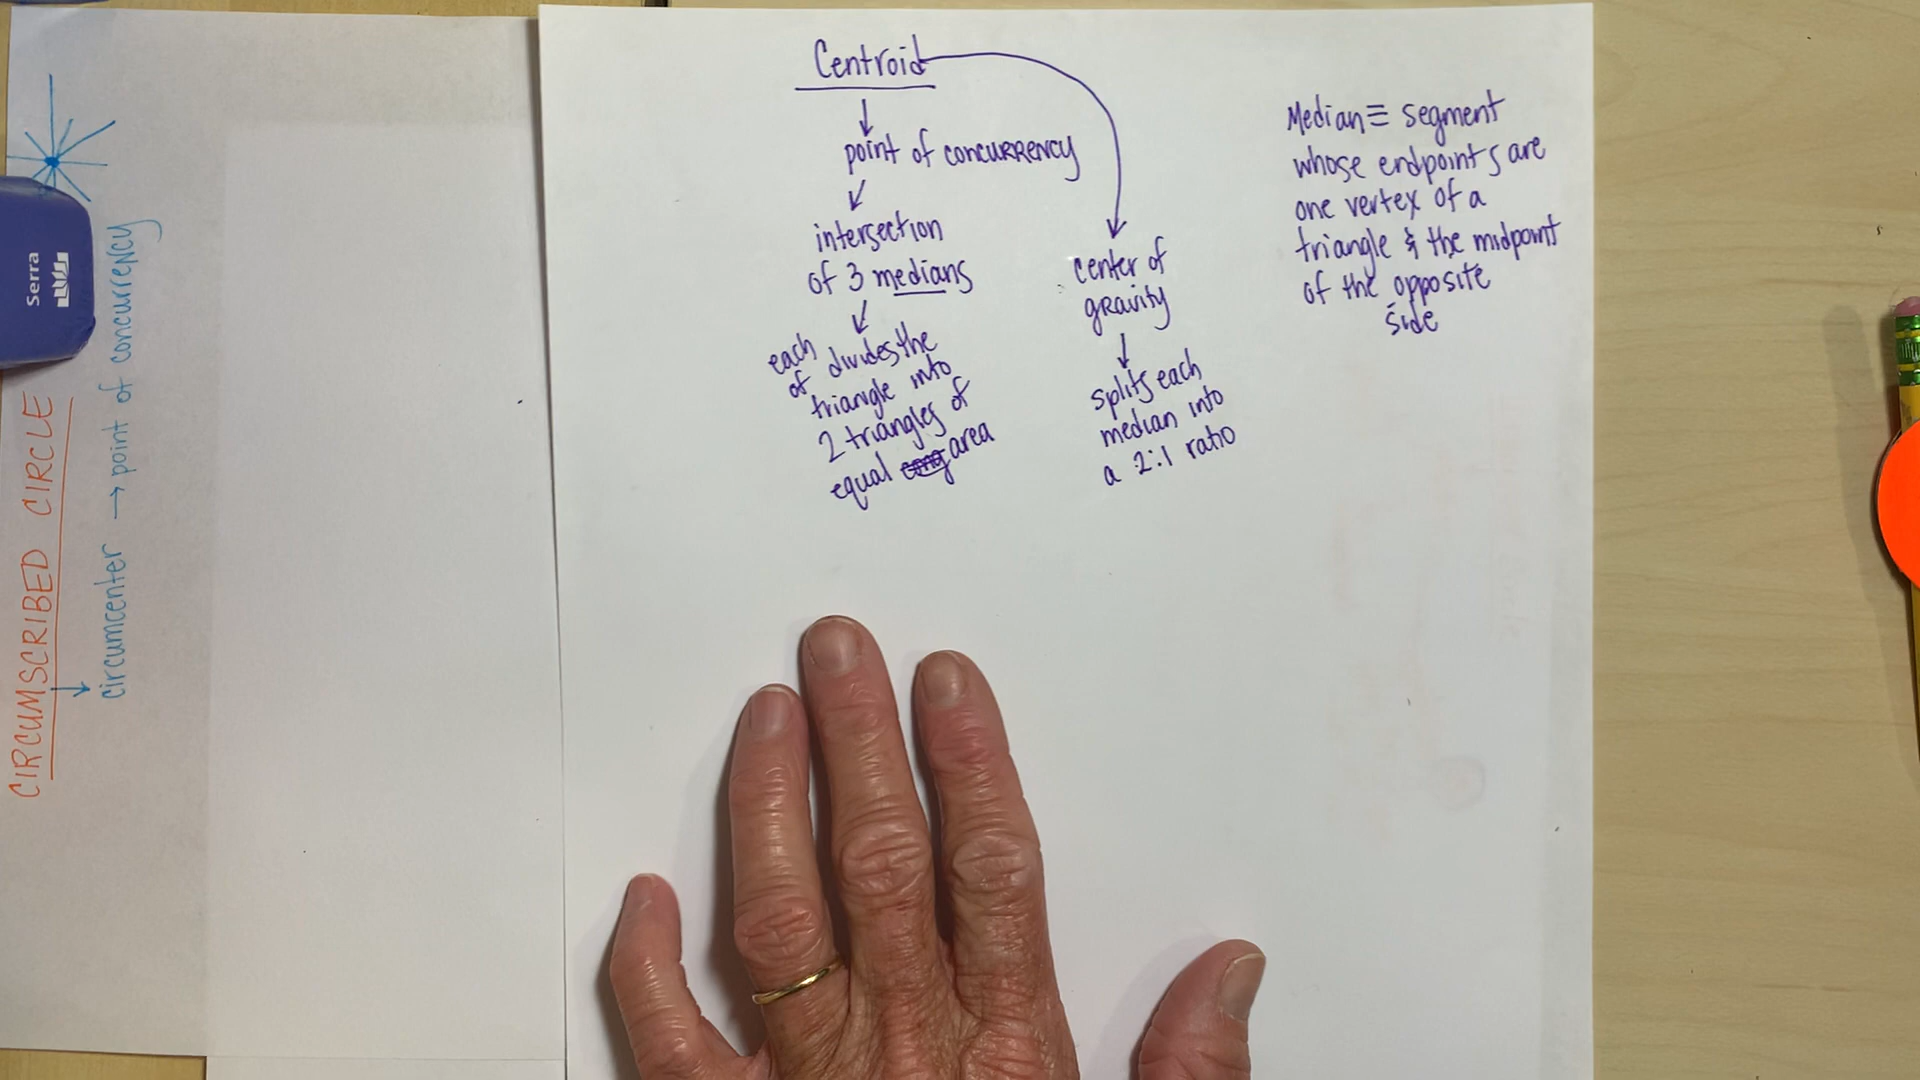 Centroid
point of concurrency
intersection
of 3 medians
each
of divides the
triangle into
2 triangles of
equal area
center of
gravity
splits each
median into
a 2:1 ratio
Median ≡ segment
whose endpoints are
one vertex of a
triangle & the midpoint
of the opposite
side
Serra
CIRCUMSCRIBED CIRCLE
circumcenter → point of concurrency